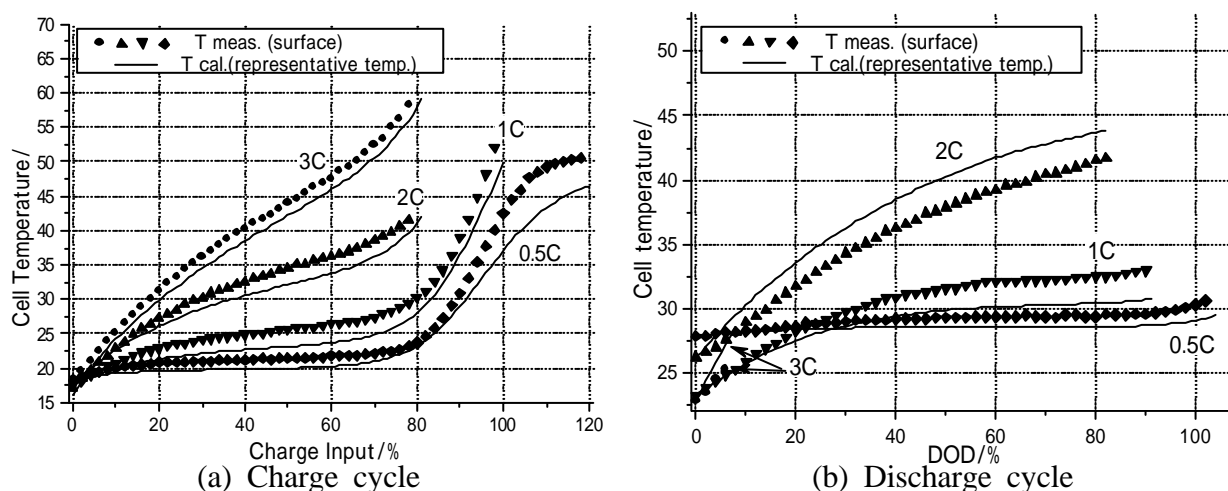 T meas. (surface)
T cal.(representative temp.)
70
65
60
55
50
45
40
35
30
25
20
15
Cell Temperature/
3C
2C
1C
0.5C
0 20 40 60 80 100 120
Charge Input/%
(a) Charge cycle
T meas. (surface)
T cal.(representative temp.)
50
45
40
35
30
25
Cell temperature/
2C
1C
0.5C
3C
0 20 40 60 80 100
DOD/%
(b) Discharge cycle